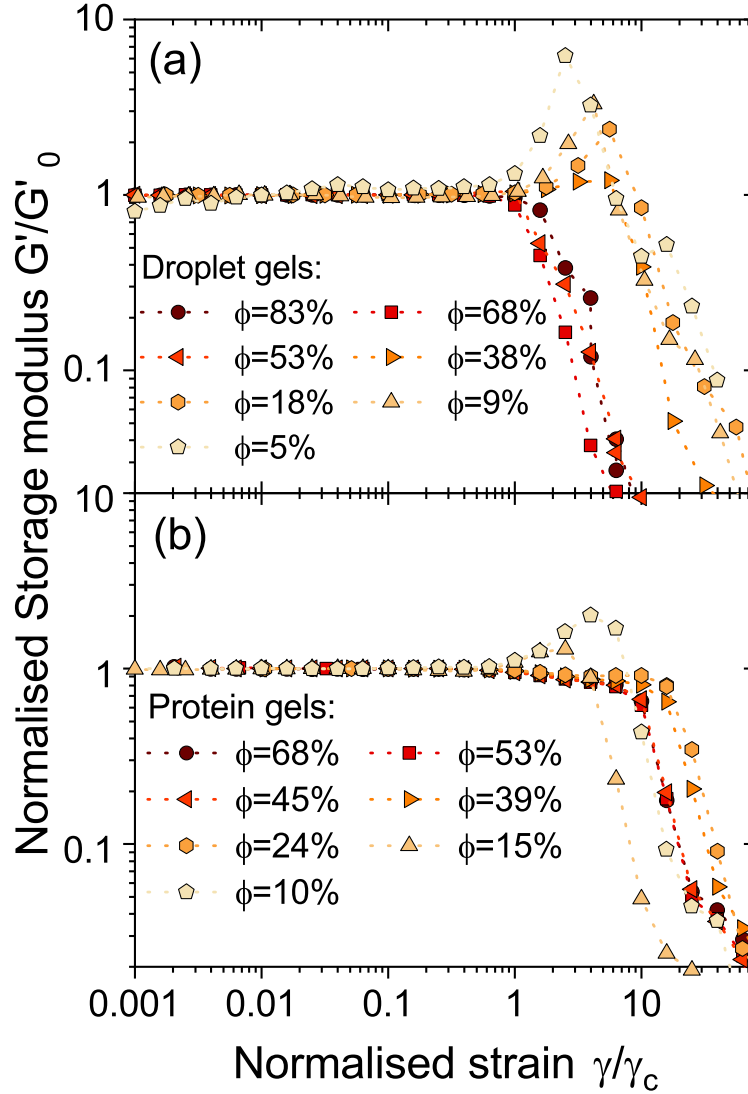 Normalised Storage modulus G'/G'0
10
(a)
1
Droplet gels:
ϕ=83% ϕ=68%
ϕ=53% ϕ=38%
ϕ=18% ϕ=9%
ϕ=5%
0.1
10
(b)
1
Protein gels:
ϕ=68% ϕ=53%
ϕ=45% ϕ=39%
ϕ=24% ϕ=15%
ϕ=10%
0.1
0.001 0.01 0.1 1 10
Normalised strain γ/γc